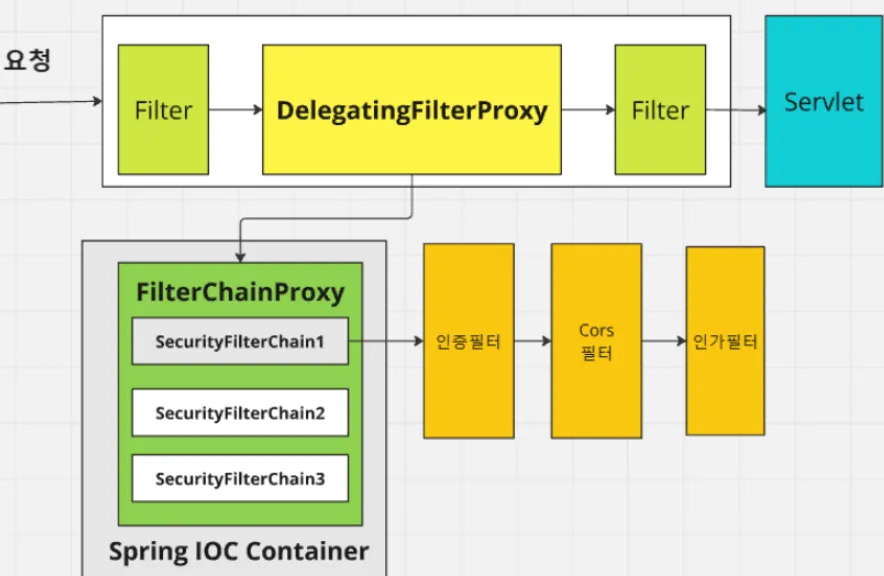 요청
Filter
DelegatingFilterProxy
Filter
Servlet
FilterChainProxy
SecurityFilterChain1
인증필터
Cors
필터
인가필터
SecurityFilterChain2
SecurityFilterChain3
Spring IOC Container